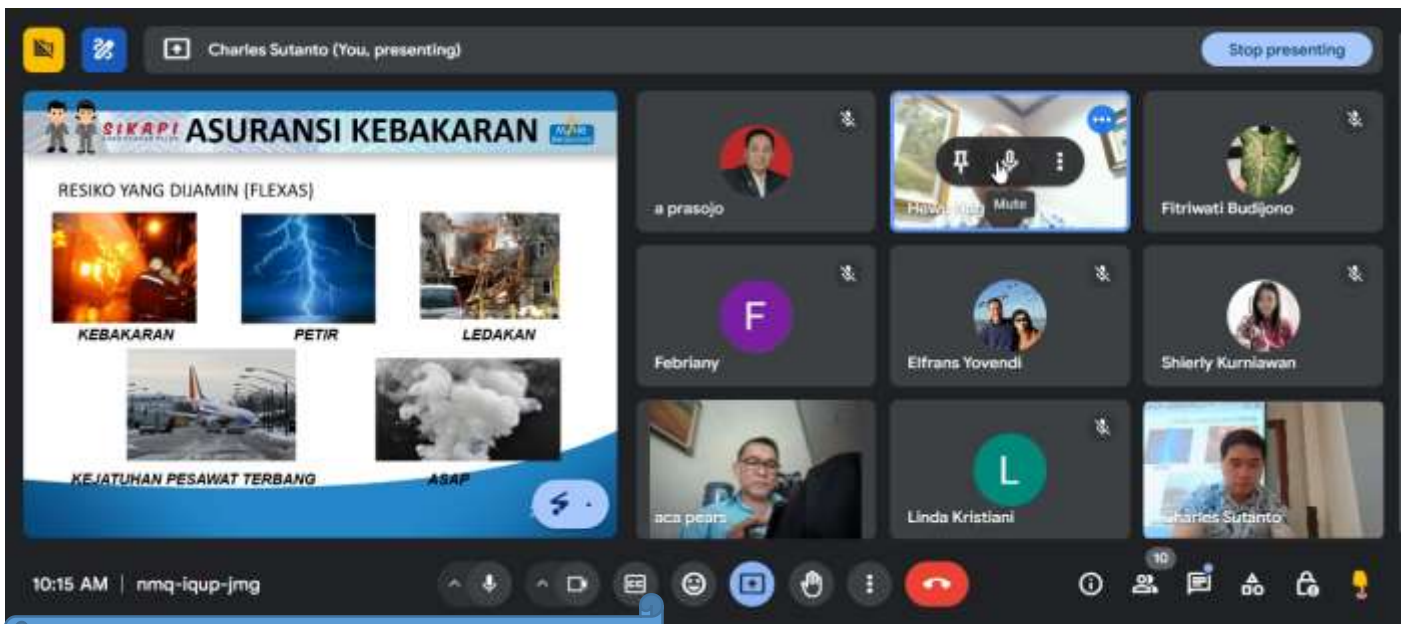 Charles Sutanto (You, presenting)
Stop presenting
SIKAPI ASURANSI KEBAKARAN
RESIKO YANG DIJAMIN (FLEXAS)
KEBAKARAN
PETIR
LEDAKAN
KEJATUHAN PESAWAT TERBANG
ASAP
a prasojo
Mute
Fitriwati Budijono
F
Febriany
Elfrans Yovendi
Shierly Kurniawan
aca pears
L
Linda Kristiani
Charles Sutanto
10:15 AM | nmq-iqup-jmg
10